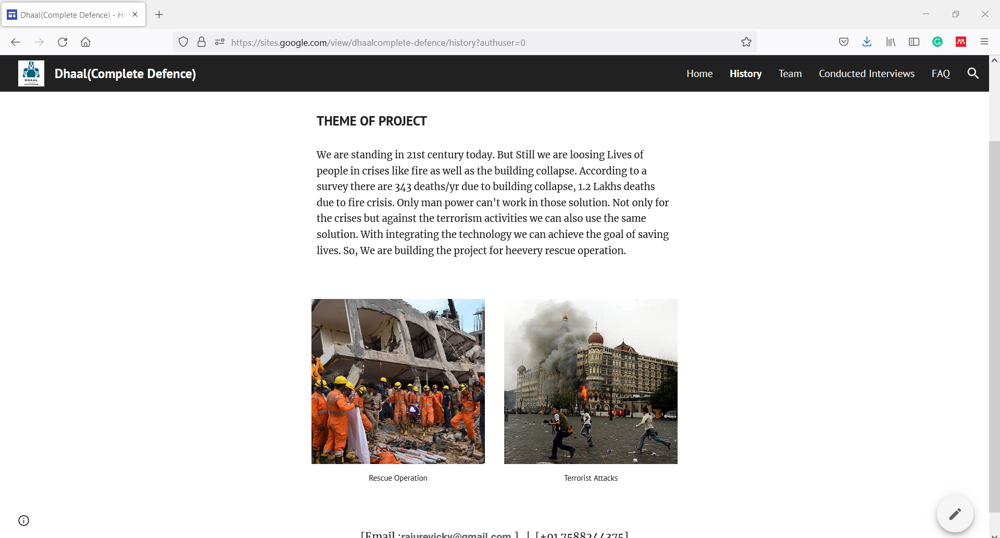 Dhaal(Complete Defence) - Hi
https://sites.google.com/view/dhaalcomplete-defence/history?authuser=0
DHAAL
COMPLETE DEFENCE
Dhaal(Complete Defence)
Home
History
Team
Conducted Interviews
FAQ
THEME OF PROJECT
We are standing in 21st century today. But Still we are loosing Lives of
people in crises like fire as well as the building collapse. According to a
survey there are 343 deaths/yr due to building collapse, 1.2 Lakhs deaths
due to fire crisis. Only man power can't work in those solution. Not only for
the crises but against the terrorism activities we can also use the same
solution. With integrating the technology we can achieve the goal of saving
lives. So, We are building the project for heevery rescue operation.
Rescue Operation
Terrorist Attacks
[Email :rajurevicky@gmail.com ] | [+91 7588244375]